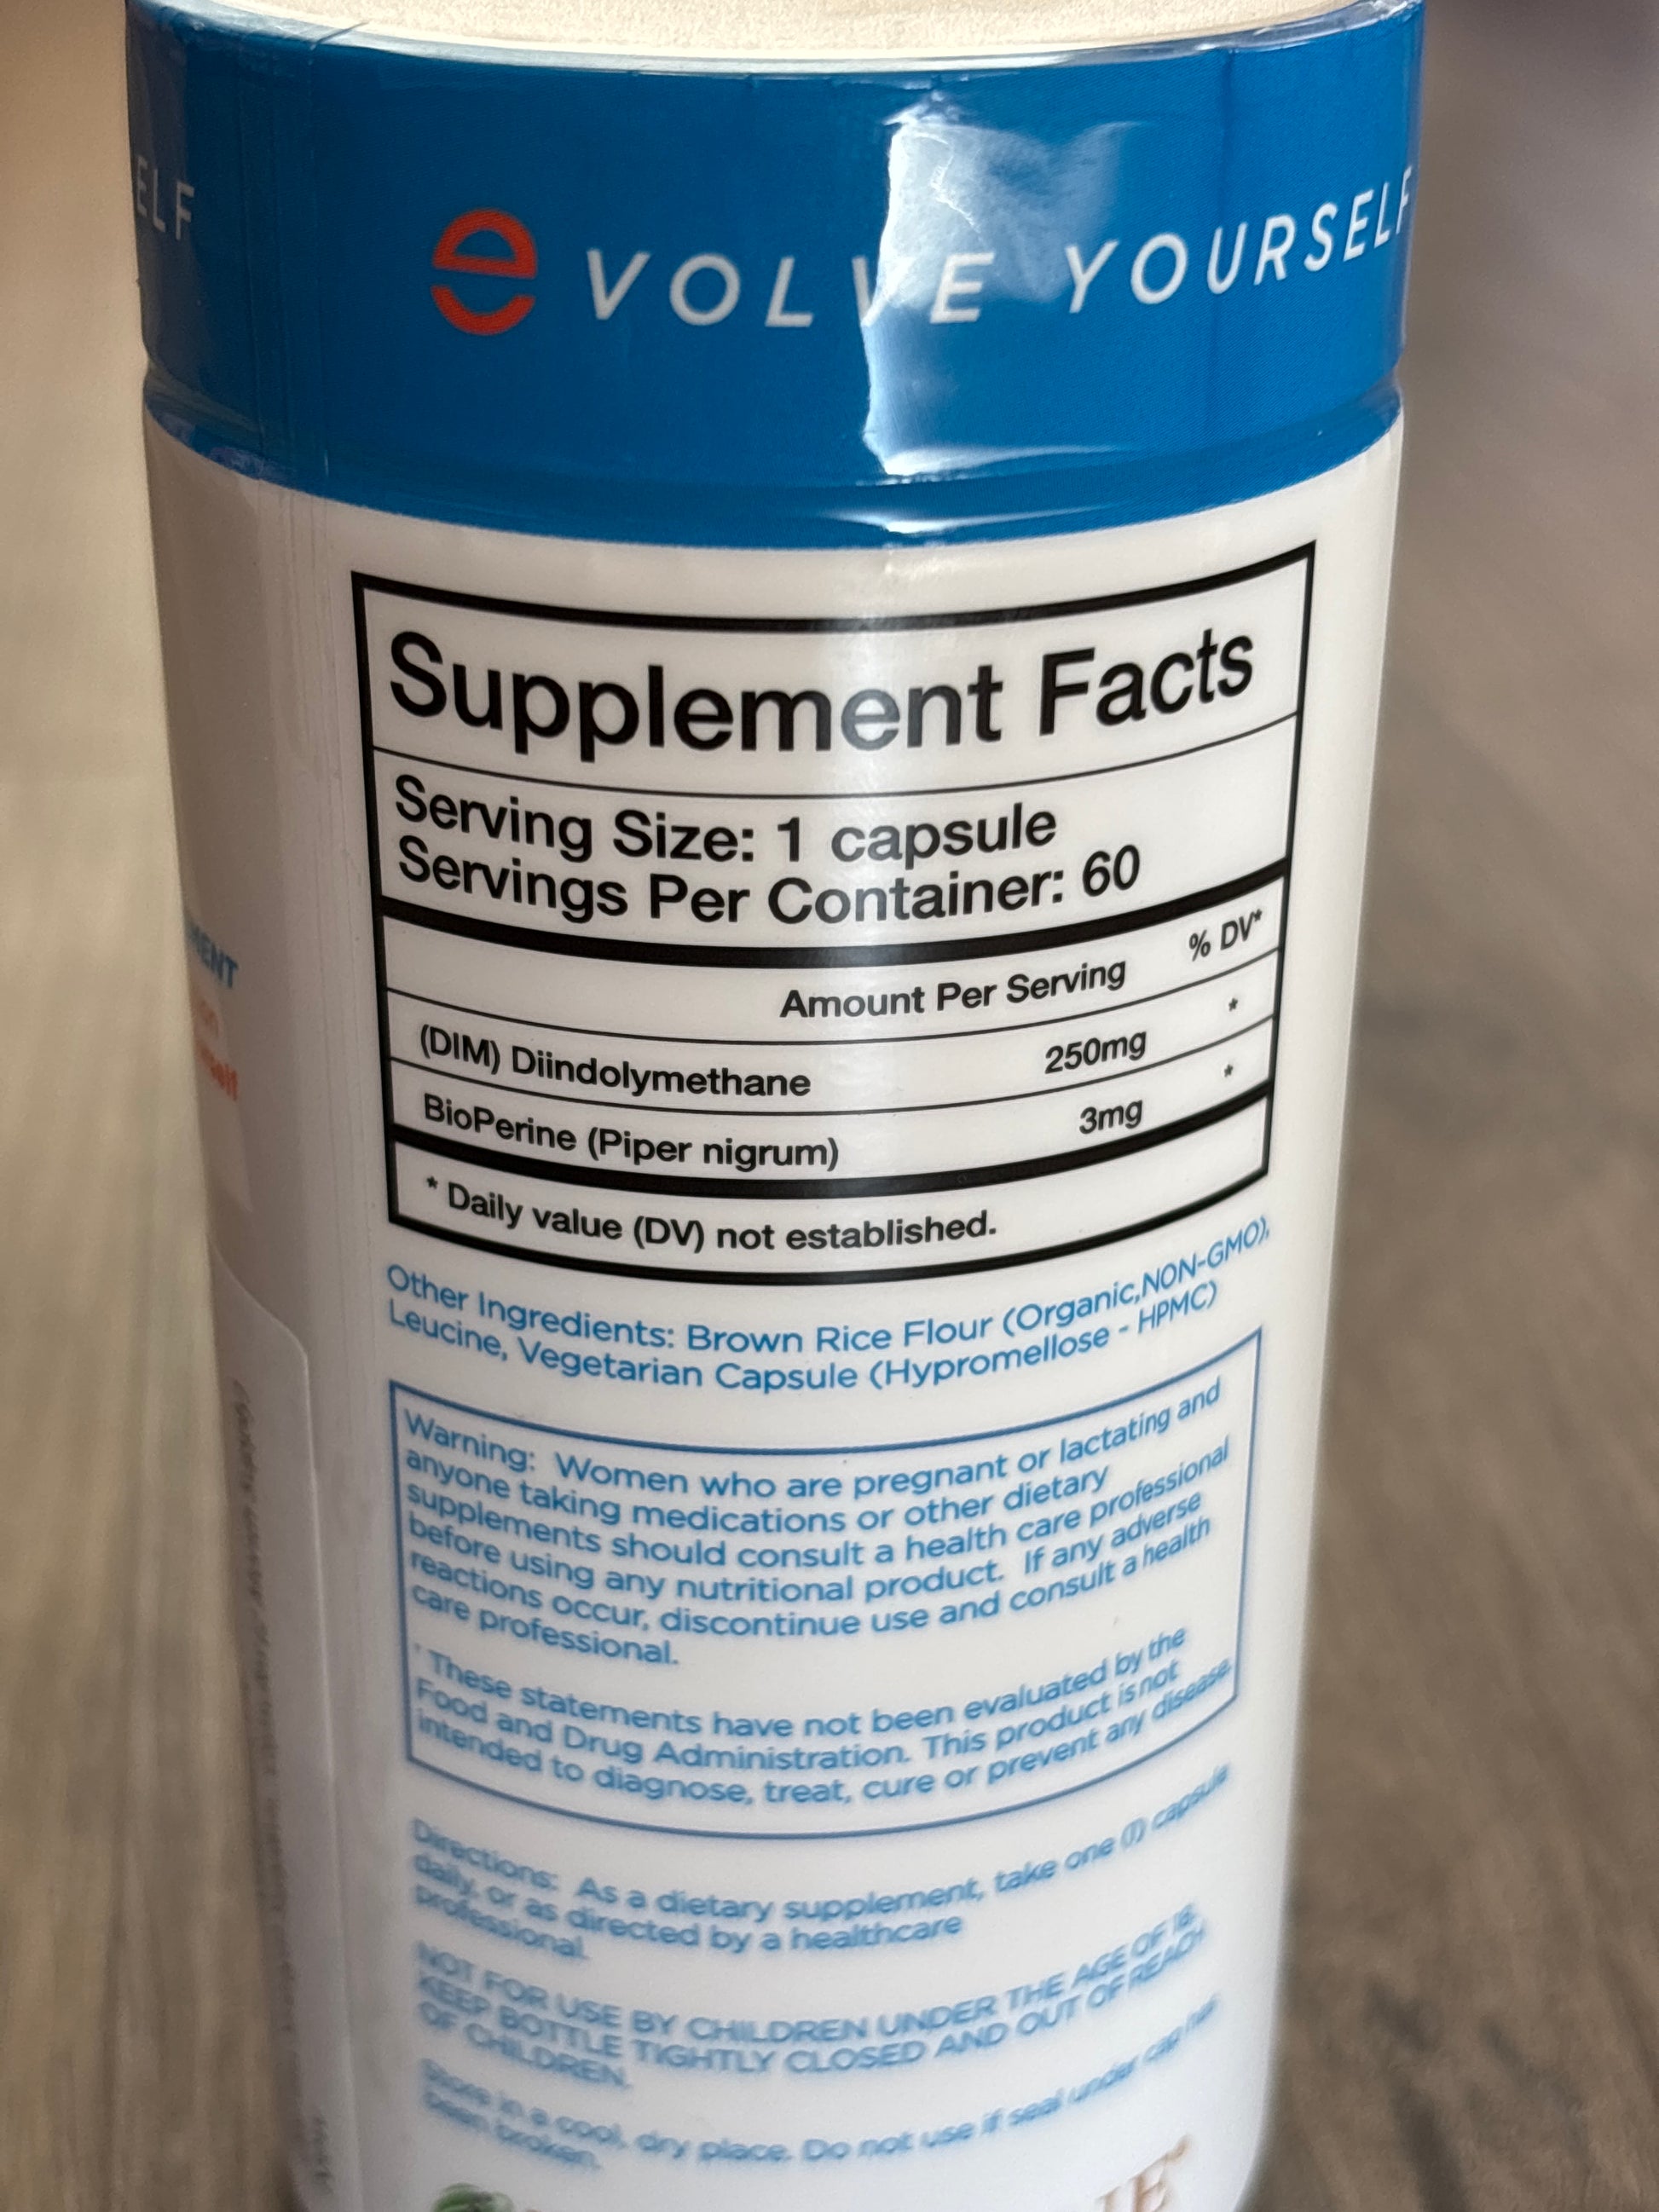 ELF
eVOLVE YOURSELF
Supplement Facts
Serving Size: 1 capsule
Servings Per Container: 60
Amount Per Serving % DV*
(DIM) Diindolymethane 250mg *
BioPerine (Piper nigrum) 3mg *
* Daily value (DV) not established.
Other Ingredients: Brown Rice Flour (Organic,NON-GMO),
Leucine, Vegetarian Capsule (Hypromellose - HPMC)
Warning: Women who are pregnant or lactating and
anyone taking medications or other dietary
supplements should consult a health care professional
before using any nutritional product. If any adverse
reactions occur, discontinue use and consult a health
care professional.
* These statements have not been evaluated by the
Food and Drug Administration. This product is not
intended to diagnose, treat, cure or prevent any disease.
Directions: As a dietary supplement, take one (1) capsule
daily, or as directed by a healthcare
professional.
NOT FOR USE BY CHILDREN UNDER THE AGE OF 18.
KEEP BOTTLE TIGHTLY CLOSED AND OUT OF REACH
OF CHILDREN.
Store in a cool, dry place. Do not use if seal under cap has
been broken.
MENT